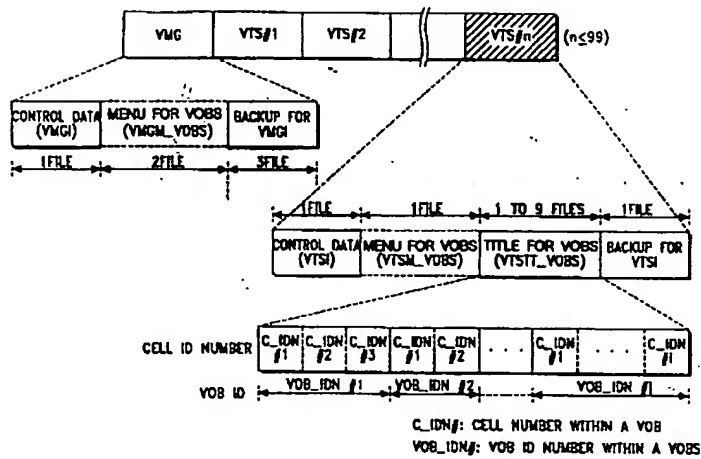 VMG VTS#1 VTS#2 VTS#n (n≤99)
CONTROL DATA (VMGI) MENU FOR VOBS (VMGM_VOBS) BACKUP FOR VMGI
1FILE 2FILE 3FILE
1FILE 1FILE 1 TO 9 FILES 1FILE
CONTROL DATA (VTSI) MENU FOR VOBS (VTSM_VOBS) TITLE FOR VOBS (VTSTT_VOBS) BACKUP FOR VTSI
CELL ID NUMBER C_IDN #1 C_IDN #2 C_IDN #3 C_IDN #1 C_IDN #2 . . . C_IDN #1 . . . C_IDN #i
VOB ID VOB_IDN #1 VOB_IDN #2 VOB_IDN #i
C_IDN#: CELL NUMBER WITHIN A VOB
VOB_IDN#: VOB ID NUMBER WITHIN A VOBS